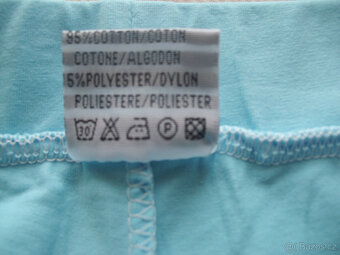 95%COTTON/COTON
COTONE/ALGODON
5%POLYESTER/DYLON
POLIESTERE/POLIESTER
30 P